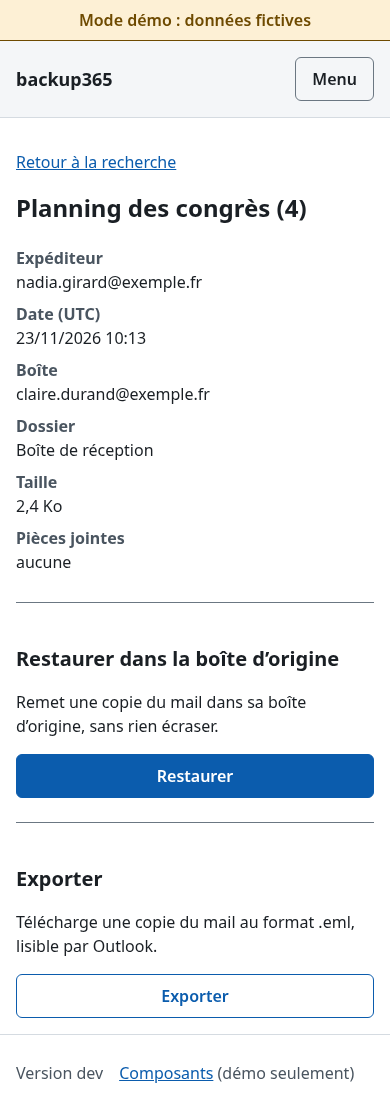 Mode démo : données fictives
backup365
Menu
Retour à la recherche
Planning des congrès (4)
Expéditeur
nadia.girard@exemple.fr
Date (UTC)
23/11/2026 10:13
Boîte
claire.durand@exemple.fr
Dossier
Boîte de réception
Taille
2,4 Ko
Pièces jointes
aucune
Restaurer dans la boîte d’origine
Remet une copie du mail dans sa boîte
d’origine, sans rien écraser.
Restaurer
Exporter
Télécharge une copie du mail au format .eml,
lisible par Outlook.
Exporter
Version dev Composants (dév seulement)